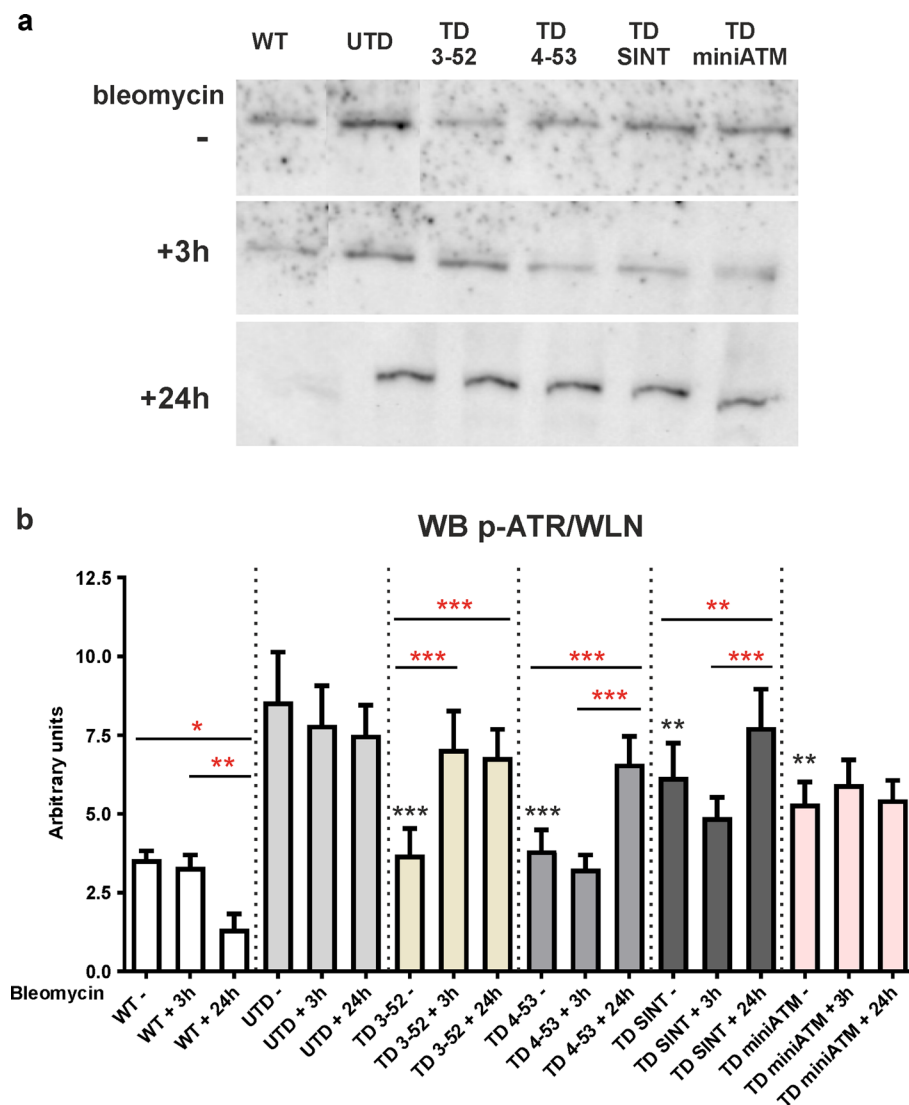 a
WT UTD TD 3-52 TD 4-53 TD SINT TD miniATM
bleomycin
-
+3h
+24h
b
WB p-ATR/WLN
12.5
10.0
7.5
5.0
2.5
0.0
Arbitrary units
* ** *** *** *** *** *** *** ** *** **
**
Bleomycin
WT -
WT + 3h
WT + 24h
UTD -
UTD + 3h
UTD + 24h
TD 3-52 -
TD 3-52 + 3h
TD 3-52 + 24h
TD 4-53 -
TD 4-53 + 3h
TD 4-53 + 24h
TD SINT -
TD SINT + 3h
TD SINT + 24h
TD miniATM -
TD miniATM + 3h
TD miniATM + 24h